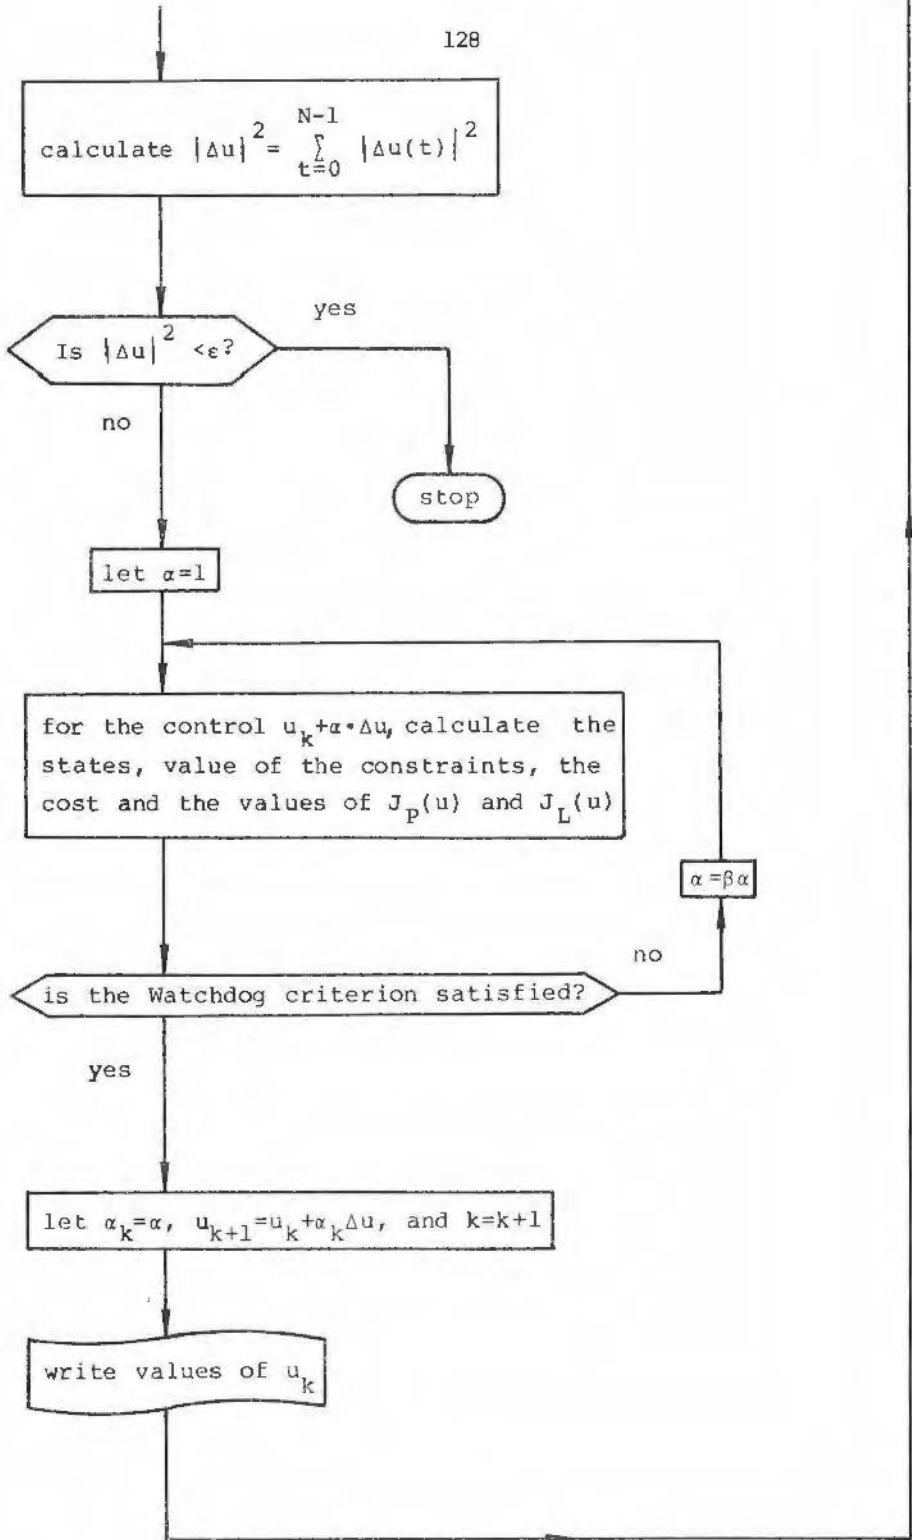 128
calculate |Δu|² = N-1 Σ t=0 |Δu(t)|²
yes
Is |Δu|² <ε?
no
stop
let α=1
for the control u_k+α·Δu, calculate the
states, value of the constraints, the
cost and the values of J_P(u) and J_L(u)
α=βα
no
is the Watchdog criterion satisfied?
yes
let α_k=α, u_{k+1}=u_k+α_kΔu, and k=k+1
write values of u_k